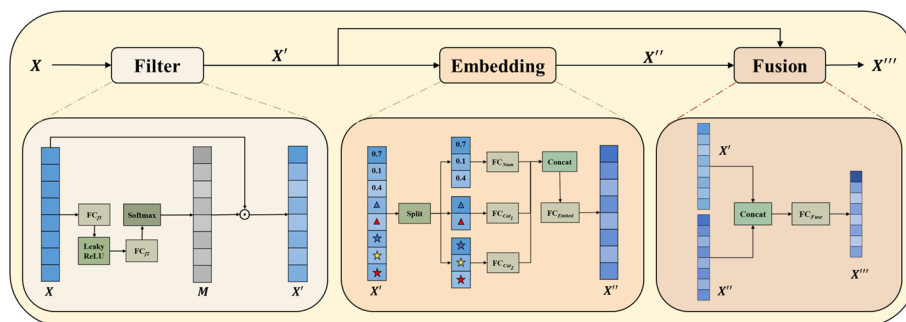 X
Filter
X′
Embedding
X″
Fusion
X‴
FC_f1
Leaky
ReLU
FC_f2
Softmax
X
M
X′
0.7
0.1
0.4
X′
Split
0.7
0.1
0.4
FC_Num
FC_Cat1
FC_Cat2
Concat
FC_Embed
X″
X′
X″
Concat
FC_Fuse
X‴